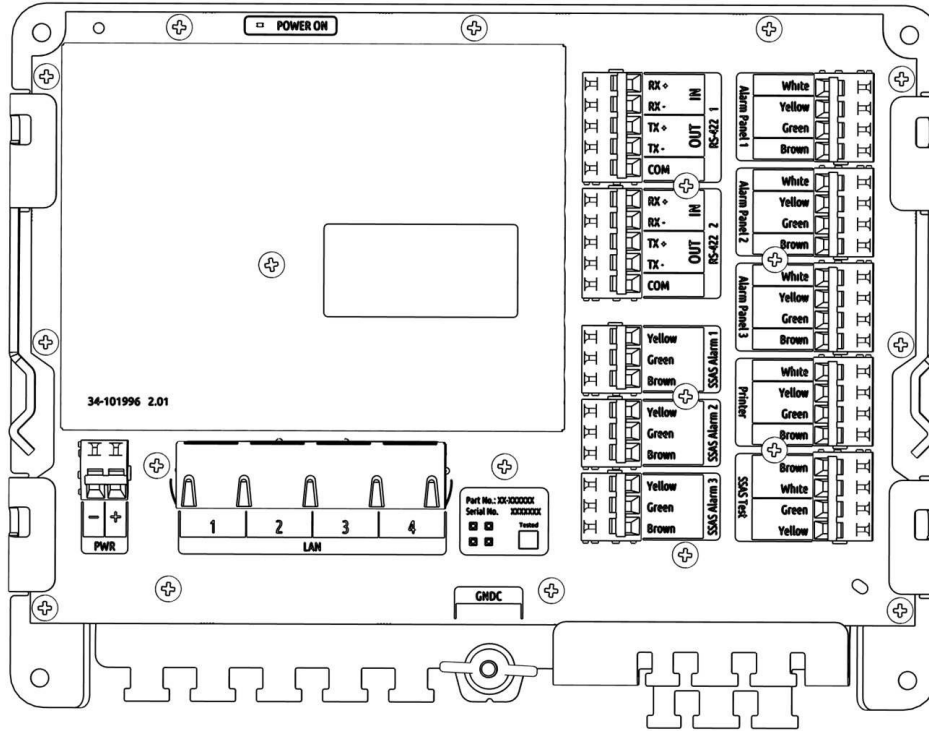 POWER ON
RX +
RX -
IN
TX +
TX -
OUT
COM
RS-422 1
RX +
RX -
IN
TX +
TX -
OUT
COM
RS-422 2
Yellow
Green
Brown
SSAS Alarm 1
Yellow
Green
Brown
SSAS Alarm 2
Yellow
Green
Brown
SSAS Alarm 3
Alarm Panel 1
White
Yellow
Green
Brown
Alarm Panel 2
White
Yellow
Green
Brown
Alarm Panel 3
White
Yellow
Green
Brown
Printer
White
Yellow
Green
Brown
SSAS Test
Brown
White
Green
Yellow
34-101996 2.01
- +
PWR
1 2 3 4
LAN
Part No.: XX-XXXXXX
Serial No. XXXXXXX
Tested
GNDC